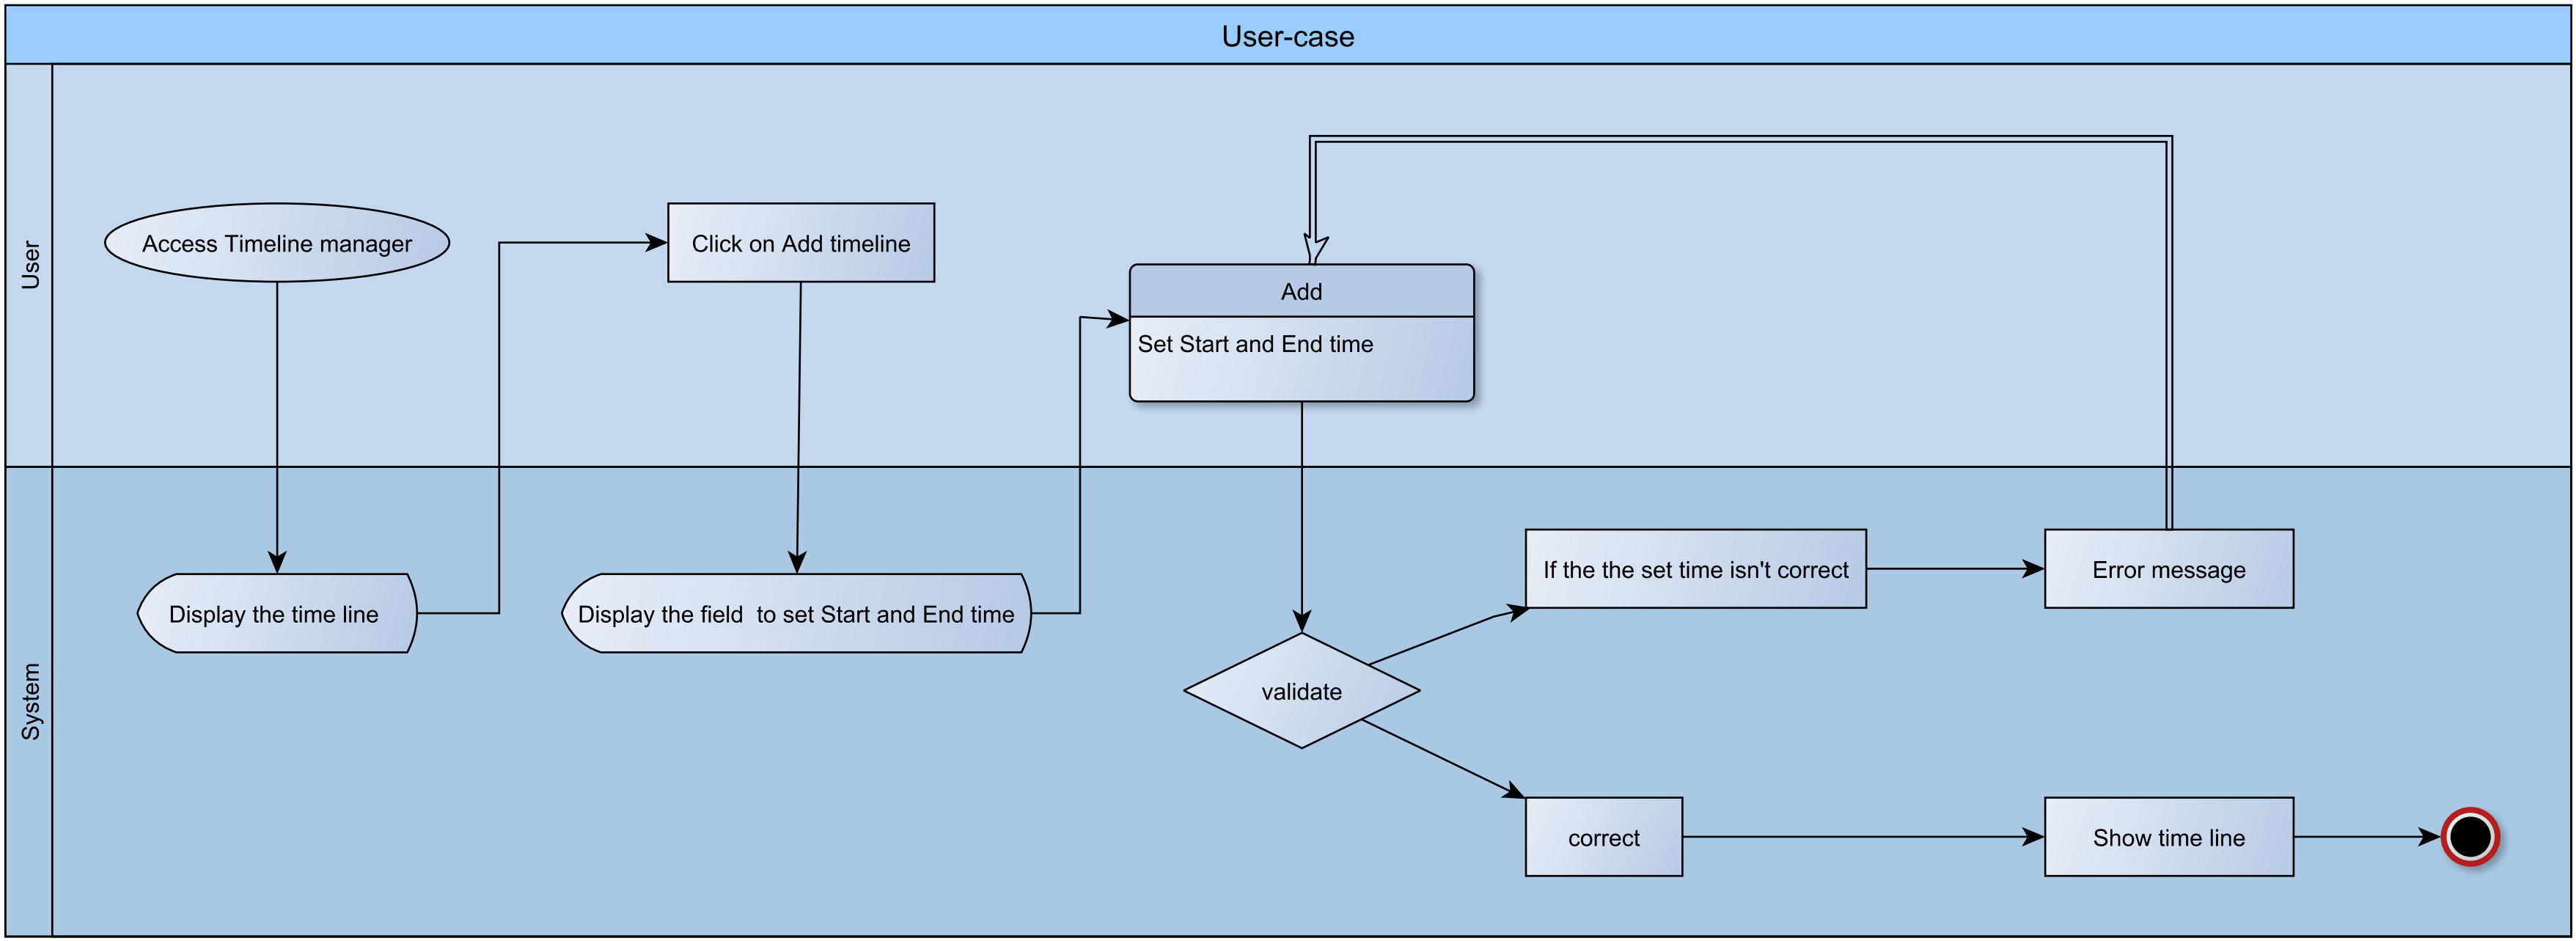 User-case
User
Access Timeline manager
Click on Add timeline
Add
Set Start and End time
System
Display the time line
Display the field  to set Start and End time
validate
If the the set time isn't correct
Error message
correct
Show time line